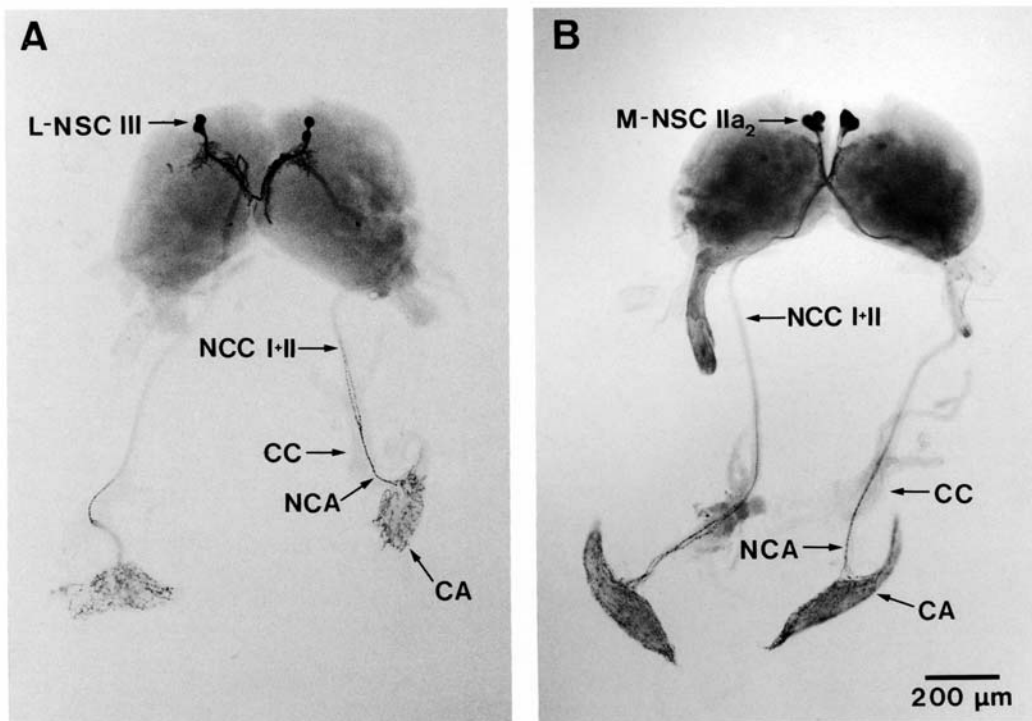 A
L-NSC III
NCC I+II
CC
NCA
CA
B
M-NSC IIa₂
NCC I+II
CC
NCA
CA
200 µm